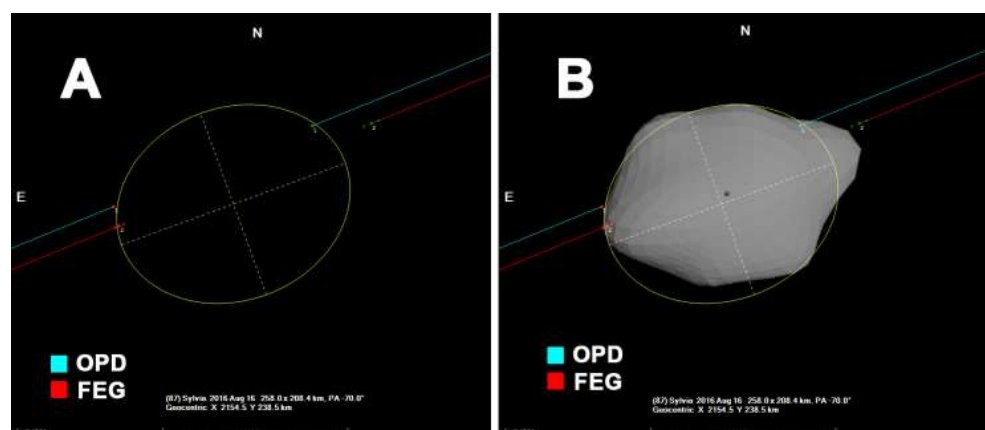 N
A
E
OPD
FEG
(87) Sylvia 2016 Aug 16 258.0 x 208.4 km, PA -70.0°
Geocentric X 2154.5 Y 238.5 km
N
B
E
OPD
FEG
(87) Sylvia 2016 Aug 16 258.0 x 208.4 km, PA -70.0°
Geocentric X 2154.5 Y 238.5 km